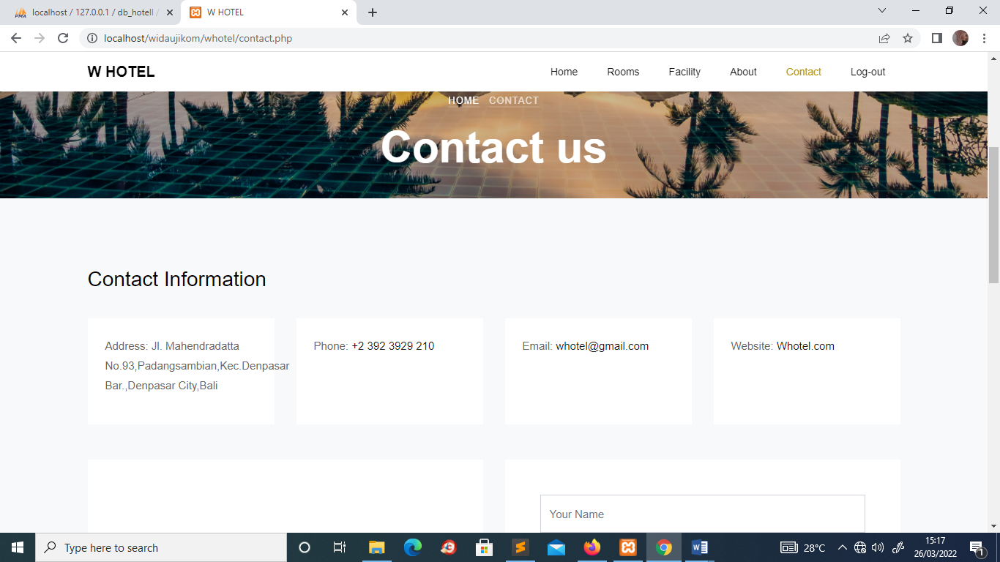 localhost / 127.0.0.1 / db_hotell /
W HOTEL
localhost/widaujikom/whotel/contact.php
W HOTEL
Home
Rooms
Facility
About
Contact
Log-out
HOME CONTACT
Contact us
Contact Information
Address: Jl. Mahendradatta
No.93,Padangsambian,Kec.Denpasar
Bar.,Denpasar City,Bali
Phone: +2 392 3929 210
Email: whotel@gmail.com
Website: Whotel.com
Your Name
Type here to search
28°C
15:17
26/03/2022
1